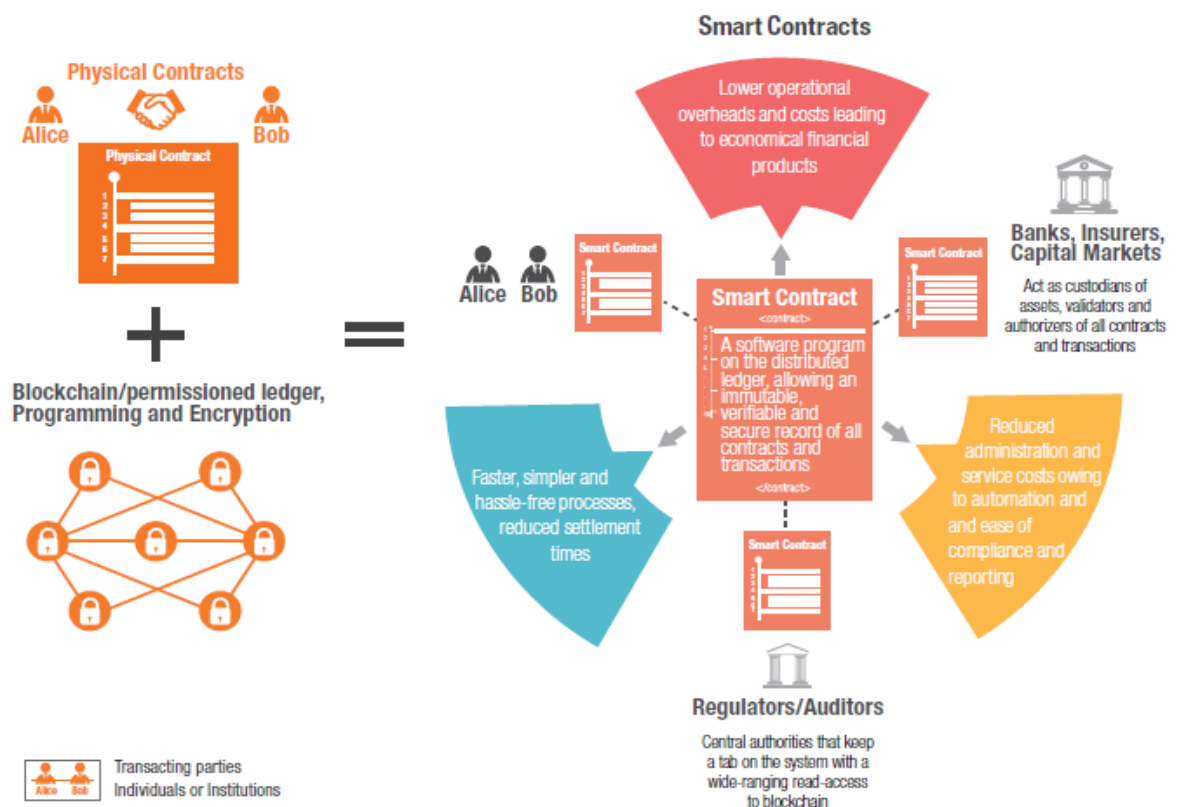 Smart Contracts
Physical Contracts
Alice
Bob
Physical Contract
1
2
3
4
5
6
7
Blockchain/permissioned ledger,
Programming and Encryption
Lower operational
overheads and costs leading
to economical financial
products
Alice
Bob
Smart Contract
Smart Contract
Banks, Insurers,
Capital Markets
Act as custodians of
assets, validators and
authorizers of all contracts
and transactions
Smart Contract
<contract>
A software program
on the distributed
ledger, allowing an
immutable,
verifiable and
secure record of all
contracts and
transactions
</contract>
Faster, simpler and
hassle-free processes,
reduced settlement
times
Reduced
administration and
service costs owing
to automation and
and ease of
compliance and
reporting
Smart Contract
Regulators/Auditors
Central authorities that keep
a tab on the system with a
wide-ranging read-access
to blockchain
Alice Bob
Transacting parties
Individuals or Institutions